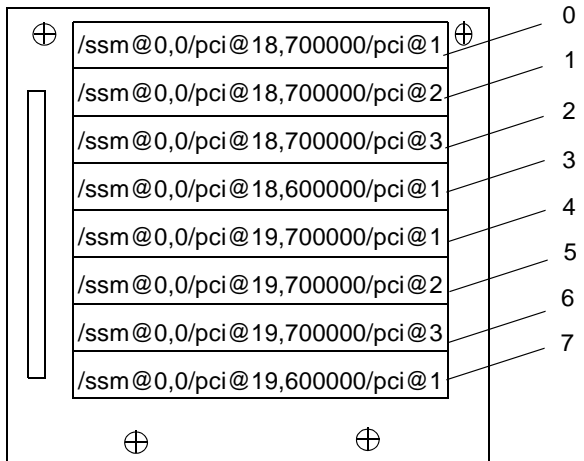 /ssm@0,0/pci@18,700000/pci@1 0
/ssm@0,0/pci@18,700000/pci@2 1
/ssm@0,0/pci@18,700000/pci@3 2
/ssm@0,0/pci@18,600000/pci@1 3
/ssm@0,0/pci@19,700000/pci@1 4
/ssm@0,0/pci@19,700000/pci@2 5
/ssm@0,0/pci@19,700000/pci@3 6
/ssm@0,0/pci@19,600000/pci@1 7